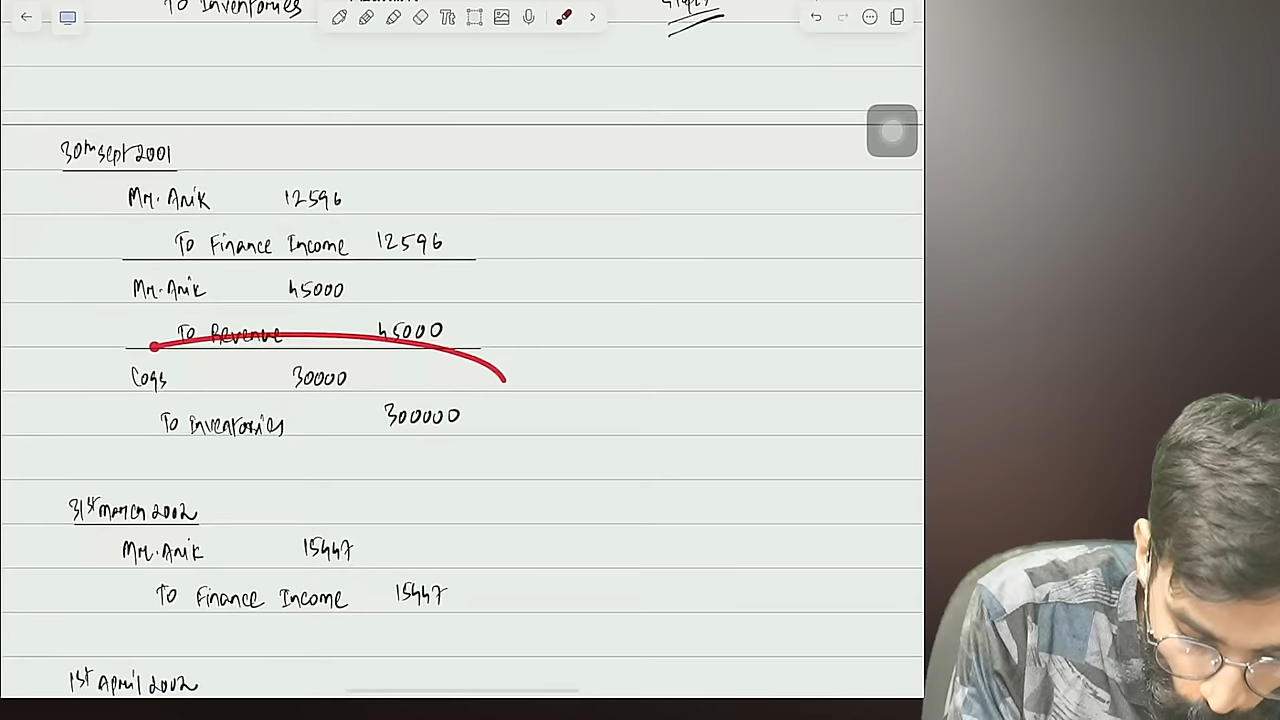 To Inventories
30th Sept 2001
Mr. Anik 12596
To Finance Income 12596
Mr. Anik 45000
To Revenue 45000
Cogs 30000
To Inventories 300000
31st March 2002
Mr. Anik 15447
To Finance Income 15447
1st April 2002